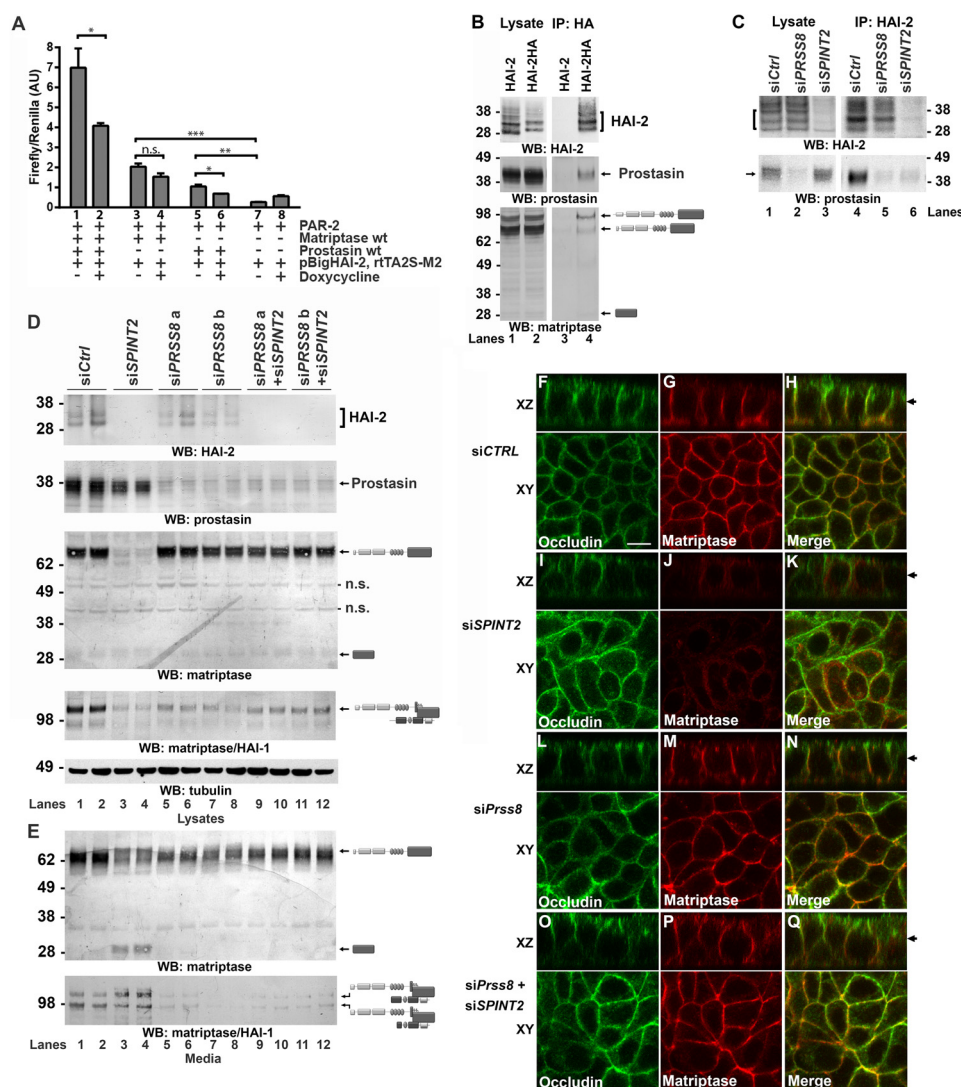 A
Firefly/Renilla (AU)
8
7
6
5
4
3
2
1
0
*
***
n.s.
**
*
1 2 3 4 5 6 7 8
+ + + + + + + + PAR-2
+ + + + - - - - Matriptase wt
+ + - - + + - - Prostasin wt
+ + + + + + + + pBigHAI-2, rtTA2S-M2
- + - + - + - + Doxycycline
B
Lysate IP: HA
HAI-2 HAI-2HA HAI-2 HAI-2HA
38 -
28 -
HAI-2
WB: HAI-2
49 -
38 -
Prostasin
WB: prostasin
98 -
62 -
49 -
38 -
28 -
WB: matriptase
Lanes 1 2 3 4
C
Lysate IP: HAI-2
siCtrl siPRSS8 siSPINT2 siCtrl siPRSS8 siSPINT2
- 38
- 28
WB: HAI-2
- 49
- 38
WB: prostasin
1 2 3 4 5 6 Lanes
D
siCtrl siSPINT2 siPRSS8 a siPRSS8 b siPRSS8 a +siSPINT2 siPRSS8 b +siSPINT2
38 -
28 -
HAI-2
WB: HAI-2
38 -
Prostasin
WB: prostasin
62 -
49 -
38 -
28 -
n.s.
n.s.
WB: matriptase
98 -
WB: matriptase/HAI-1
49 -
WB: tubulin
Lanes 1 2 3 4 5 6 7 8 9 10 11 12
Lysates
E
62 -
49 -
38 -
28 -
WB: matriptase
98 -
WB: matriptase/HAI-1
Lanes 1 2 3 4 5 6 7 8 9 10 11 12
Media
F G H
XZ
siCTRL
XY
Occludin Matriptase Merge
I J K
XZ
siSPINT2
XY
Occludin Matriptase Merge
L M N
XZ
siPrss8
XY
Occludin Matriptase Merge
O P Q
XZ
siPrss8 +
siSPINT2
XY
Occludin Matriptase Merge